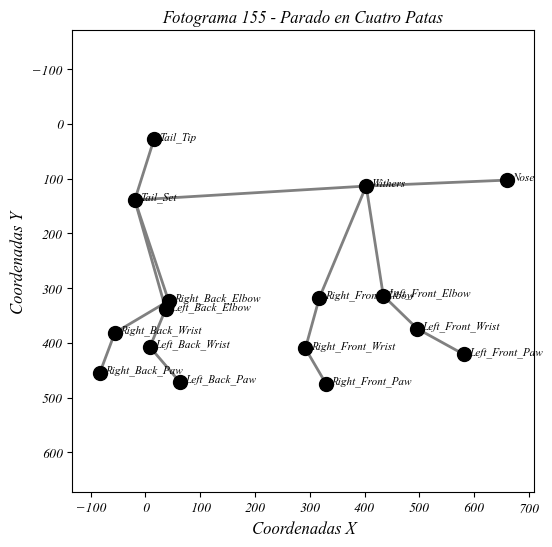 Fotograma 155 - Parado en Cuatro Patas
Coordenadas Y
−100
0
100
200
300
400
500
600
Tail_Tip
Nose
Withers
Tail_Set
Left_Front_Elbow
Right_Front_Elbow
Right_Back_Elbow
Left_Back_Elbow
Left_Front_Wrist
Right_Back_Wrist
Left_Back_Wrist
Right_Front_Wrist
Left_Front_Paw
Right_Back_Paw
Left_Back_Paw
Right_Front_Paw
−100 0 100 200 300 400 500 600 700
Coordenadas X